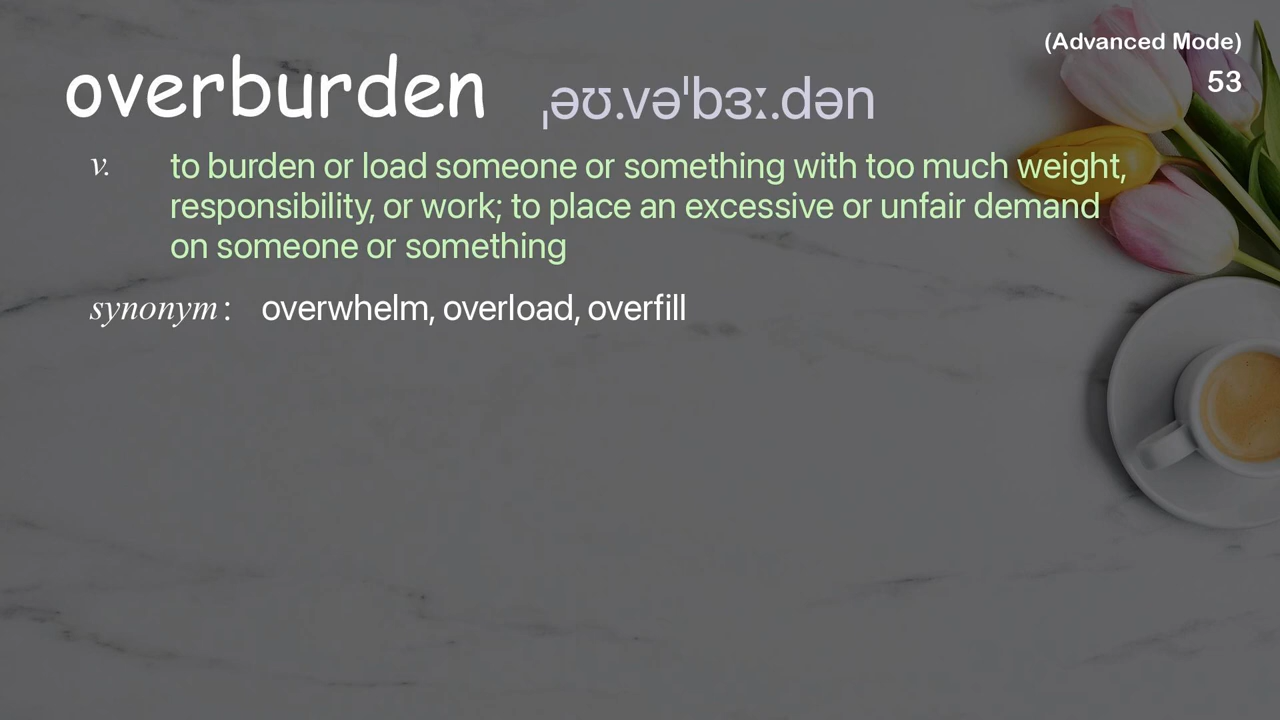 (Advanced Mode)
53
overburden ˌəʊ.vəˈbɜː.dən
v. to burden or load someone or something with too much weight,
responsibility, or work; to place an excessive or unfair demand
on someone or something
synonym : overwhelm, overload, overfill